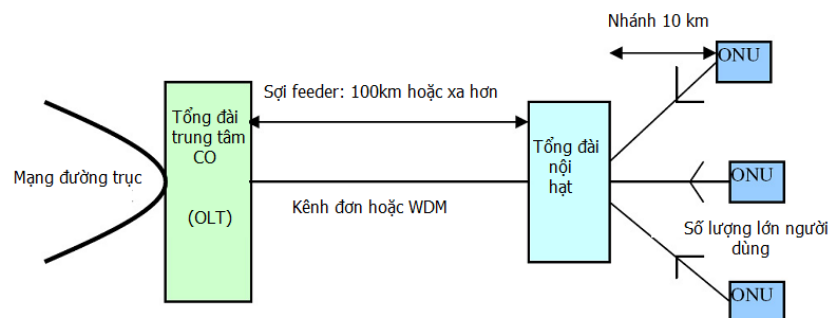 Nhánh 10 km
ONU
Sợi feeder: 100km hoặc xa hơn
Tổng đài
trung tâm
CO
(OLT)
Tổng đài
nội
hạt
Mạng đường trục
ONU
Kênh đơn hoặc WDM
Số lượng lớn người
dùng
ONU